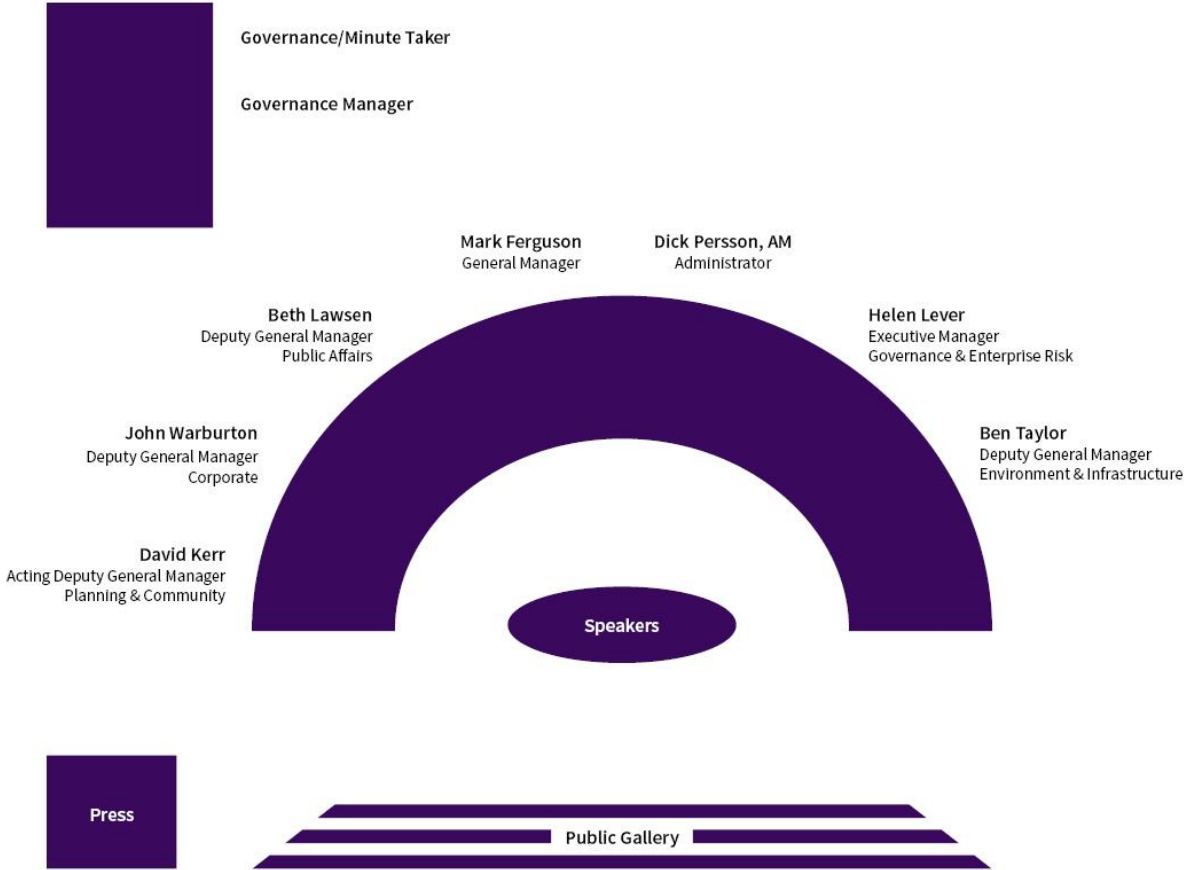 Governance/Minute Taker
Governance Manager
Mark Ferguson
General Manager
Dick Persson, AM
Administrator
Beth Lawsen
Deputy General Manager
Public Affairs
Helen Lever
Executive Manager
Governance & Enterprise Risk
John Warburton
Deputy General Manager
Corporate
Ben Taylor
Deputy General Manager
Environment & Infrastructure
David Kerr
Acting Deputy General Manager
Planning & Community
Speakers
Press
Public Gallery